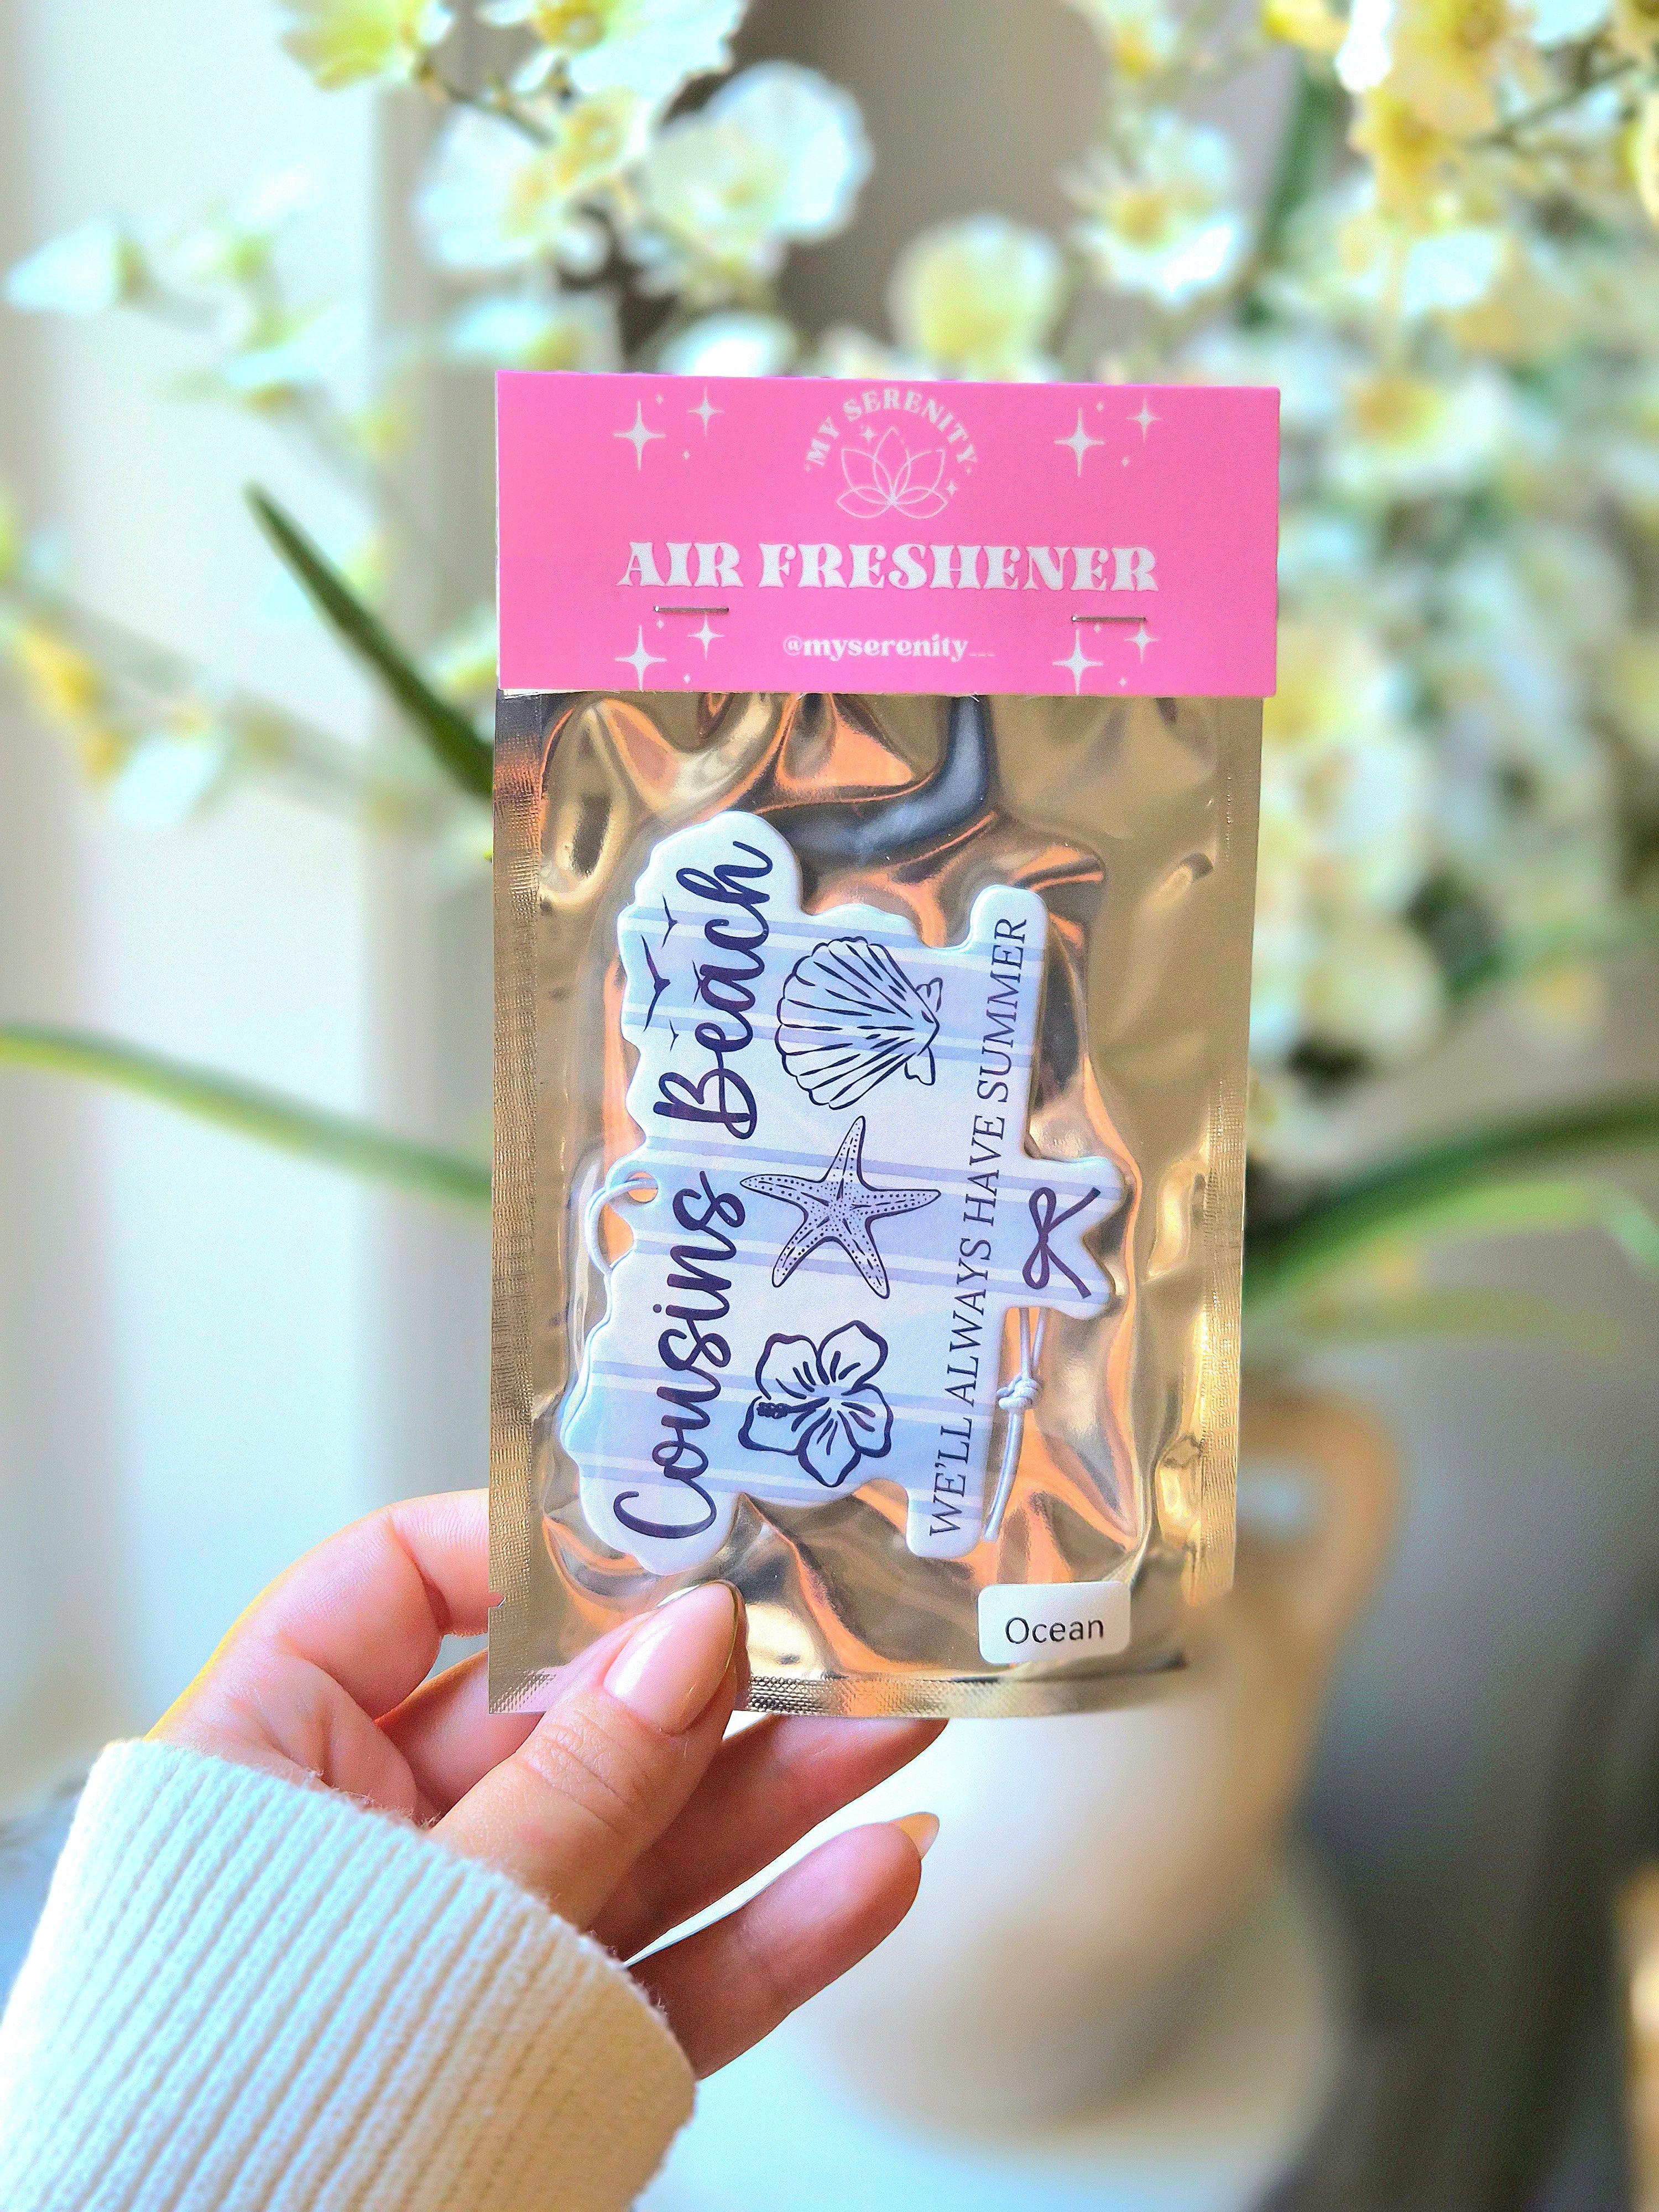 MY SERENITY
AIR FRESHENER
@myserenity___
Cousins Beach
WE'LL ALWAYS HAVE SUMMER
Ocean